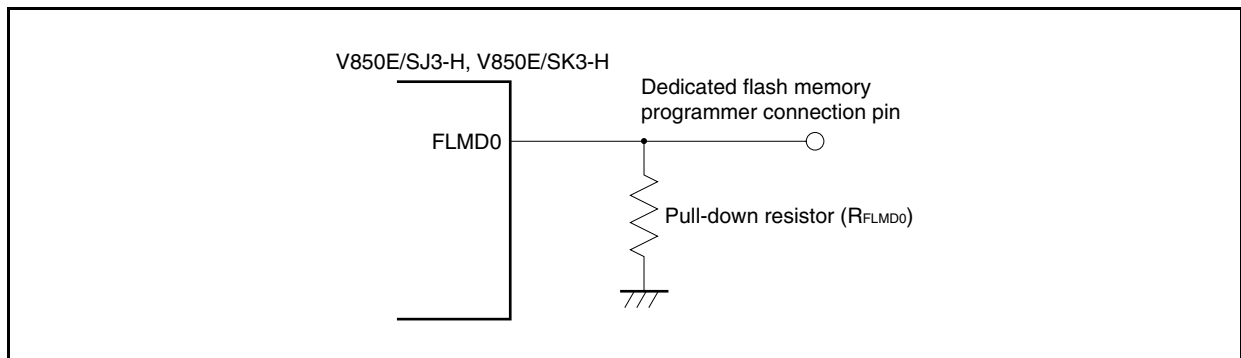 V850E/SJ3-H, V850E/SK3-H
Dedicated flash memory
programmer connection pin
FLMD0
Pull-down resistor (RFLMD0)